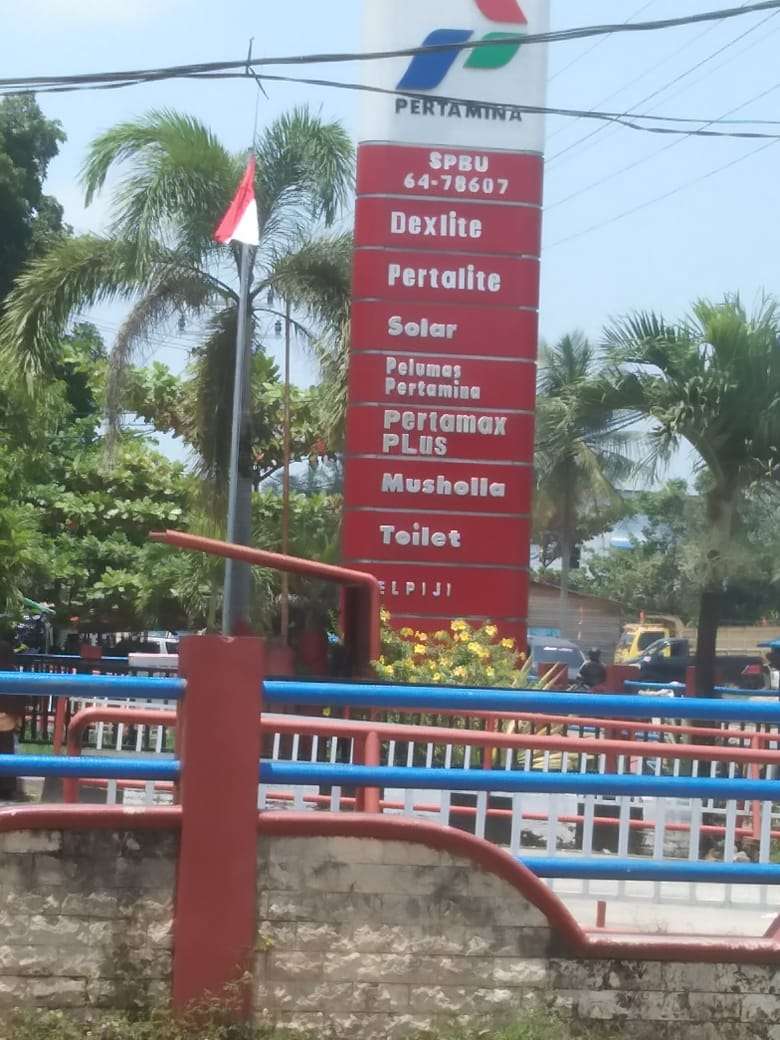 PERTAMINA
SPBU
64-78607
Dexlite
Pertalite
Solar
Pelumas
Pertamina
Pertamax
PLUS
Musholla
Toilet
ELPIJI